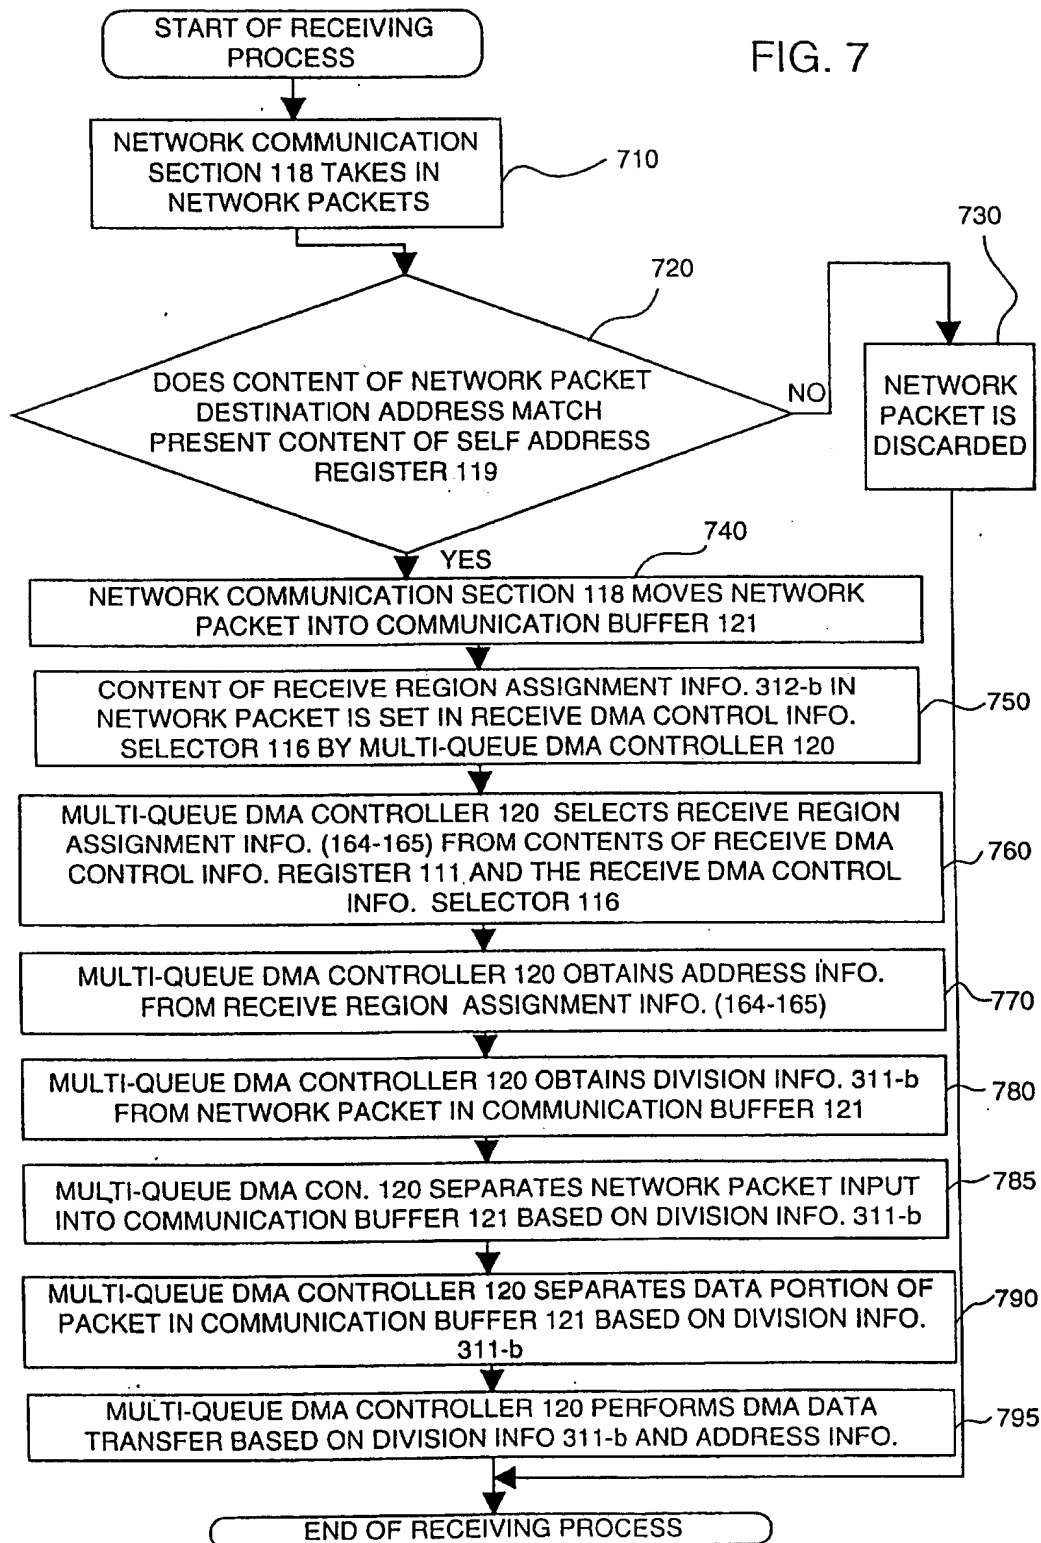 START OF RECEIVING
PROCESS
FIG. 7
NETWORK COMMUNICATION
SECTION 118 TAKES IN
NETWORK PACKETS
710
720
730
DOES CONTENT OF NETWORK PACKET
DESTINATION ADDRESS MATCH
PRESENT CONTENT OF SELF ADDRESS
REGISTER 119
NO
NETWORK
PACKET IS
DISCARDED
YES
740
NETWORK COMMUNICATION SECTION 118 MOVES NETWORK
PACKET INTO COMMUNICATION BUFFER 121
CONTENT OF RECEIVE REGION ASSIGNMENT INFO. 312-b IN
NETWORK PACKET IS SET IN RECEIVE DMA CONTROL INFO.
SELECTOR 116 BY MULTI-QUEUE DMA CONTROLLER 120
750
MULTI-QUEUE DMA CONTROLLER 120 SELECTS RECEIVE REGION
ASSIGNMENT INFO. (164-165) FROM CONTENTS OF RECEIVE DMA
CONTROL INFO. REGISTER 111 AND THE RECEIVE DMA CONTROL
INFO. SELECTOR 116
760
MULTI-QUEUE DMA CONTROLLER 120 OBTAINS ADDRESS INFO.
FROM RECEIVE REGION ASSIGNMENT INFO. (164-165)
770
MULTI-QUEUE DMA CONTROLLER 120 OBTAINS DIVISION INFO. 311-b
FROM NETWORK PACKET IN COMMUNICATION BUFFER 121
780
MULTI-QUEUE DMA CON. 120 SEPARATES NETWORK PACKET INPUT
INTO COMMUNICATION BUFFER 121 BASED ON DIVISION INFO. 311-b
785
MULTI-QUEUE DMA CONTROLLER 120 SEPARATES DATA PORTION OF
PACKET IN COMMUNICATION BUFFER 121 BASED ON DIVISION INFO.
311-b
790
MULTI-QUEUE DMA CONTROLLER 120 PERFORMS DMA DATA
TRANSFER BASED ON DIVISION INFO 311-b AND ADDRESS INFO.
795
END OF RECEIVING PROCESS